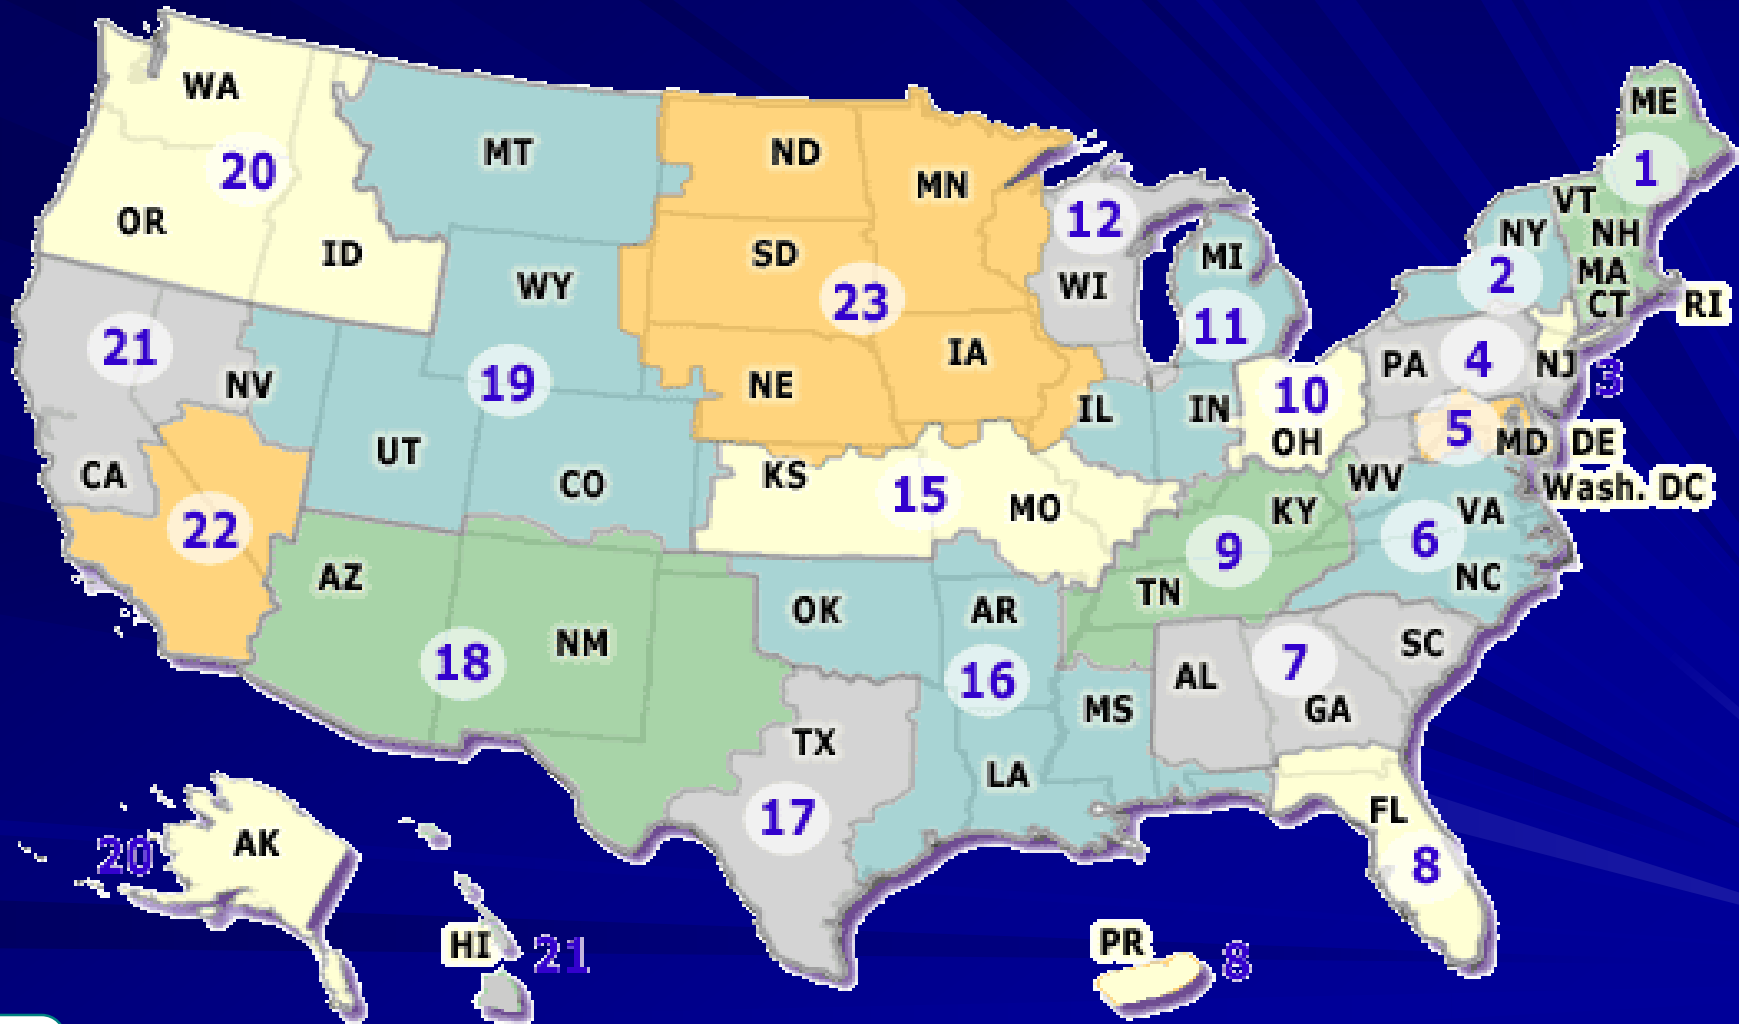 WA
20
OR
ID
MT
ND
MN
SD
23
WY
19
NE
IA
21
NV
CA
22
UT
CO
KS
15
MO
AZ
18
NM
OK
AR
16
TX
17
LA
MS
12
WI
MI
11
IL
IN
10
OH
KY
9
TN
AL
7
GA
SC
FL
8
ME
1
VT
NH
NY
2
MA
CT
RI
PA
4
NJ
3
5
MD
DE
WV
Wash. DC
VA
6
NC
20
AK
HI
21
PR
8